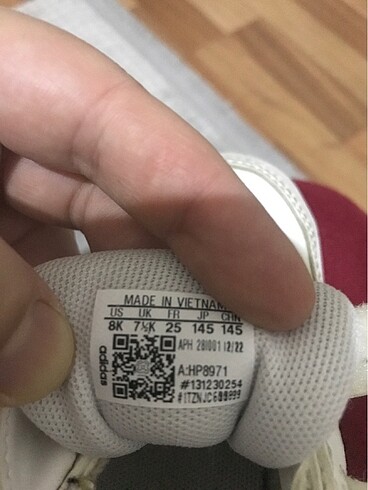 MADE IN VIETNAM
US UK FR JP CHN
8K 7½K 25 145 145
APH 281001 12/22
A:HP8971
#131230254
adidas